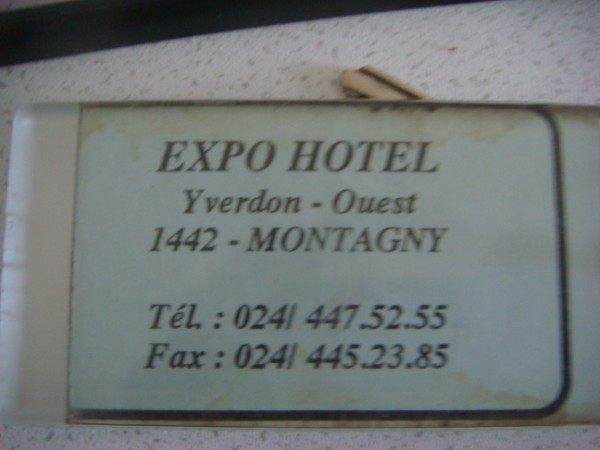 EXPO HOTEL
Yverdon - Ouest
1442 - MONTAGNY
Tél. : 024/ 447.52.55
Fax : 024/ 445.23.85